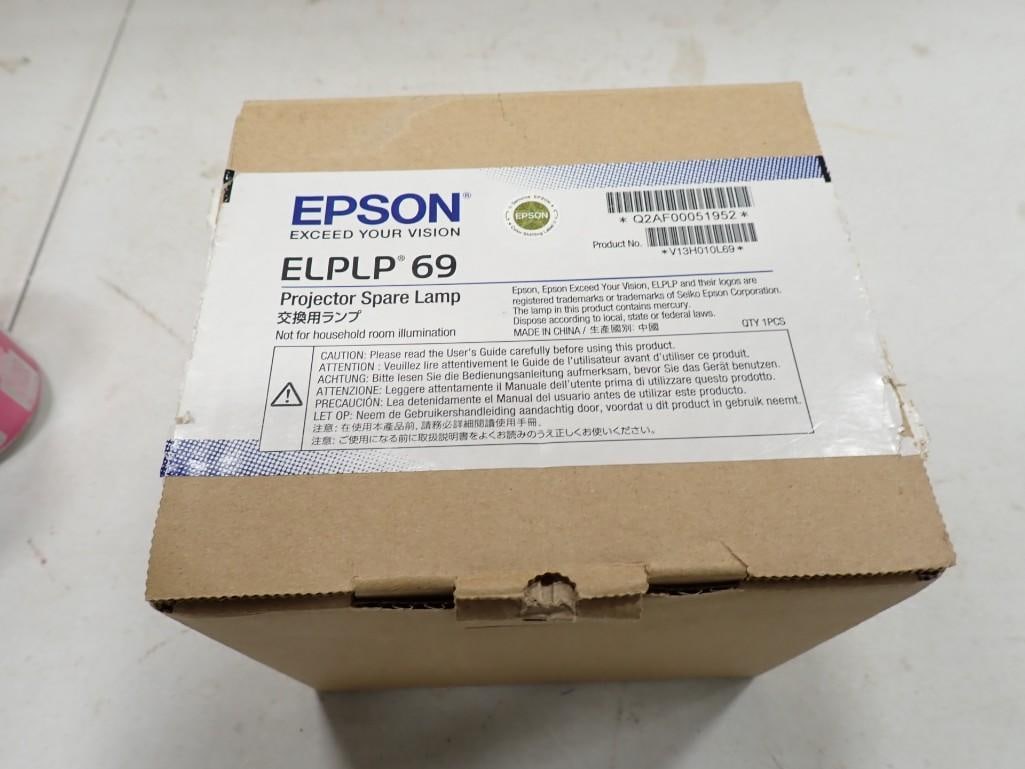 EPSON®
EXCEED YOUR VISION
ELPLP® 69
Projector Spare Lamp
交換用ランプ
Not for household room illumination
Genuine EPSON
EPSON
Color Shifting Label
* Q2AF00051952 *
Product No.
*V13H010L69*
Epson, Epson Exceed Your Vision, ELPLP and their logos are
registered trademarks or trademarks of Seiko Epson Corporation.
The lamp in this product contains mercury.
Dispose according to local, state or federal laws.
MADE IN CHINA / 生產國別: 中國
QTY 1PCS
CAUTION: Please read the User's Guide carefully before using this product.
ATTENTION : Veuillez lire attentivement le Guide de l'utilisateur avant d'utiliser ce produit.
ACHTUNG: Bitte lesen Sie die Bedienungsanleitung aufmerksam, bevor Sie das Gerät benutzen.
ATTENZIONE: Leggere attentamente il Manuale dell'utente prima di utilizzare questo prodotto.
PRECAUCIÓN: Lea detenidamente el Manual del usuario antes de utilizar este producto.
LET OP: Neem de Gebruikershandleiding aandachtig door, voordat u dit product in gebruik neemt.
注意: 在使用本產品前,請務必詳細閱讀使用手冊.
注意: ご使用になる前に取扱説明書をよくお読みのうえ正しくお使いください。